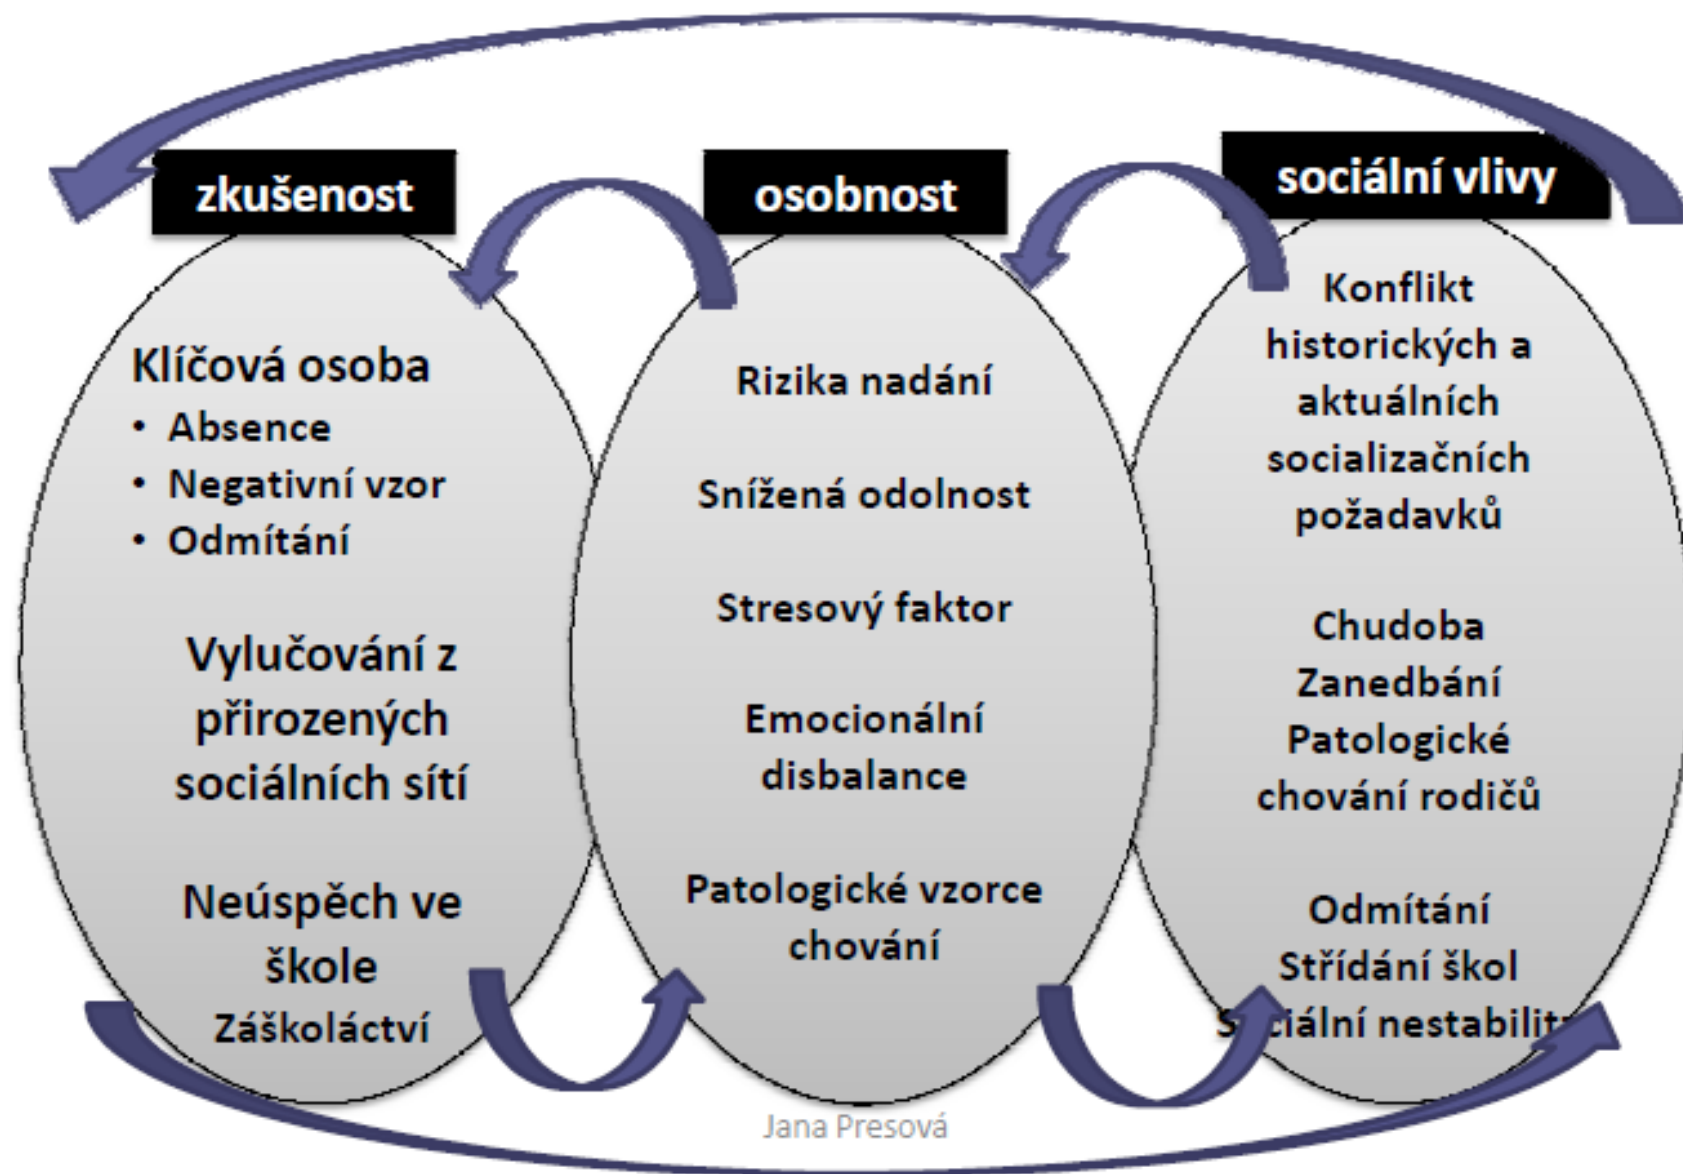 zkušenost
Klíčová osoba
• Absence
• Negativní vzor
• Odmítání
Vylučování z
přirozených
sociálních sítí
Neúspěch ve
škole
Záškoláctví
osobnost
Rizika nadání
Snížená odolnost
Stresový faktor
Emocionální
disbalance
Patologické vzorce
chování
sociální vlivy
Konflikt
historických a
aktuálních
socializačních
požadavků
Chudoba
Zanedbání
Patologické
chování rodičů
Odmítání
Střídání škol
Sociální nestabilita
Jana Presová